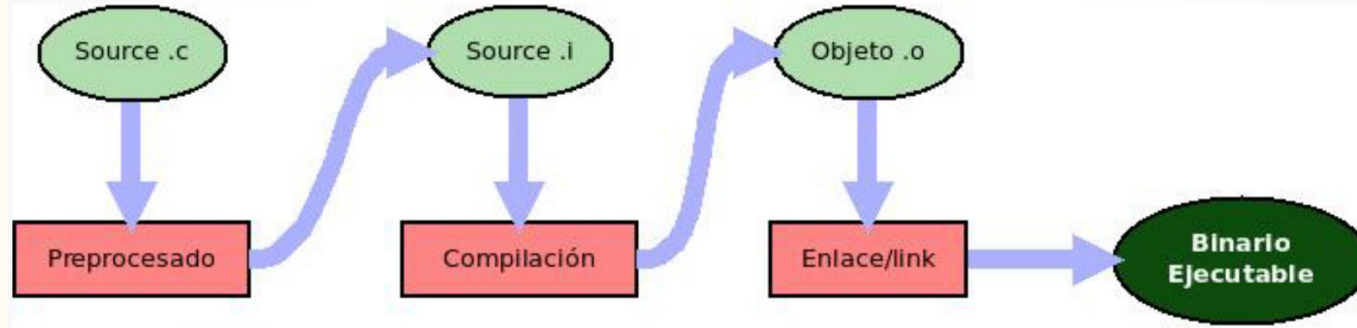 Source .c
Source .i
Objeto .o
Preprocesado
Compilación
Enlace/link
Binario
Ejecutable